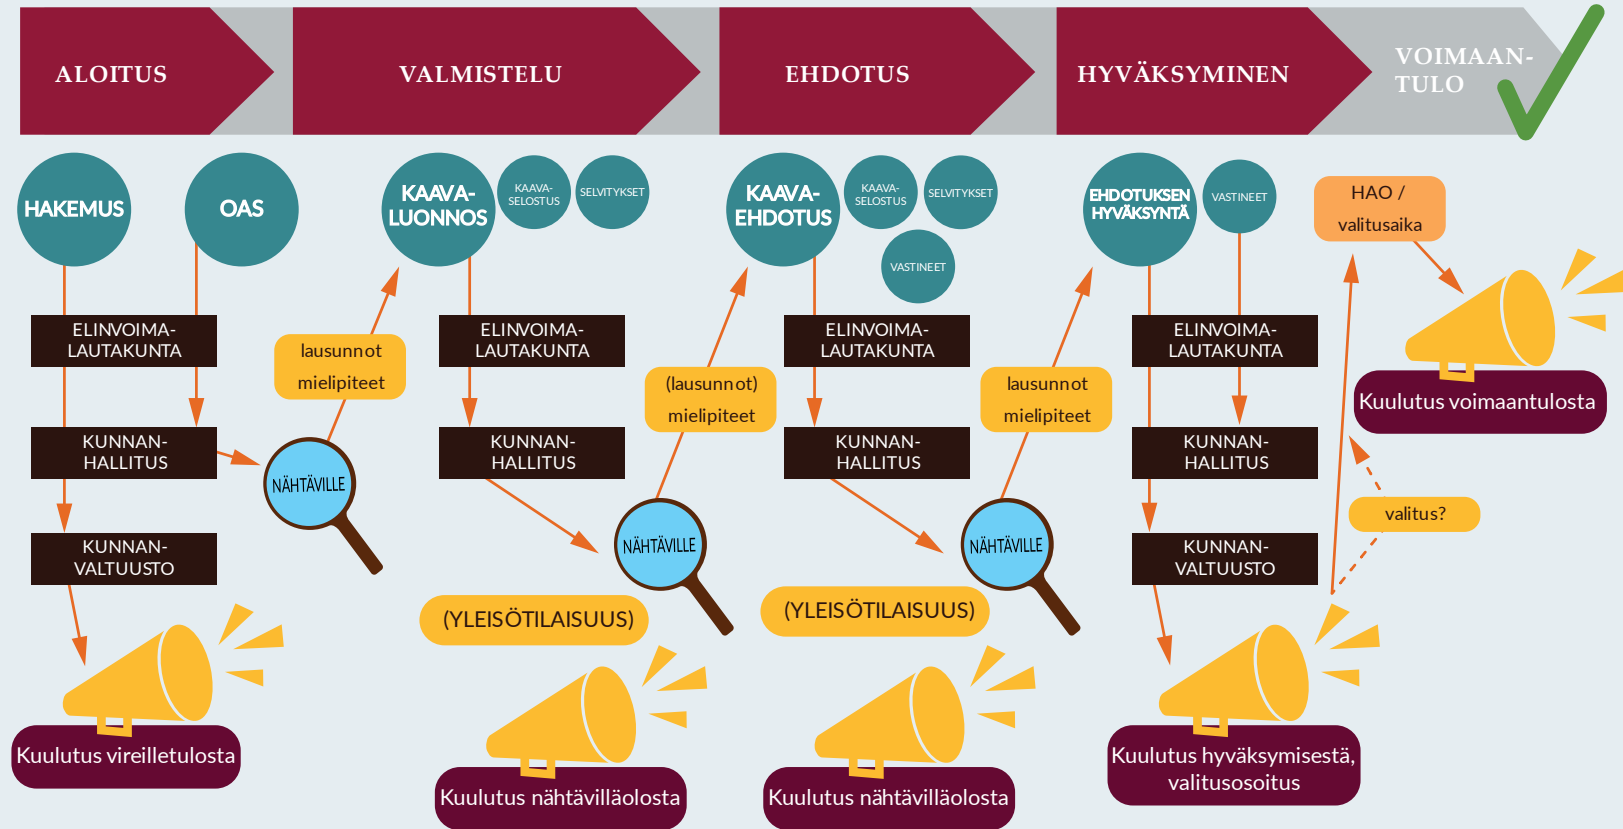 ALOITUS
VALMISTELU
EHDOTUS
HYVÄKSYMINEN
VOIMAAN-
TULO
HAKEMUS
OAS
ELINVOIMA-
LAUTAKUNTA
KUNNAN-
HALLITUS
KUNNAN-
VALTUUSTO
Kuulutus vireilletulosta
NÄHTÄVILLE
lausunnot
mielipiteet
KAAVA-
LUONNOS
KAAVA-
SELOSTUS
SELVITYKSET
ELINVOIMA-
LAUTAKUNTA
KUNNAN-
HALLITUS
NÄHTÄVILLE
(YLEISÖTILAISUUS)
Kuulutus nähtävilläolosta
(lausunnot)
mielipiteet
KAAVA-
EHDOTUS
KAAVA-
SELOSTUS
SELVITYKSET
VASTINEET
ELINVOIMA-
LAUTAKUNTA
KUNNAN-
HALLITUS
NÄHTÄVILLE
(YLEISÖTILAISUUS)
Kuulutus nähtävilläolosta
lausunnot
mielipiteet
EHDOTUKSEN
HYVÄKSYNTÄ
VASTINEET
ELINVOIMA-
LAUTAKUNTA
KUNNAN-
HALLITUS
KUNNAN-
VALTUUSTO
Kuulutus hyväksymisestä,
valitusosoitus
valitus?
HAO /
valitusaika
Kuulutus voimaantulosta